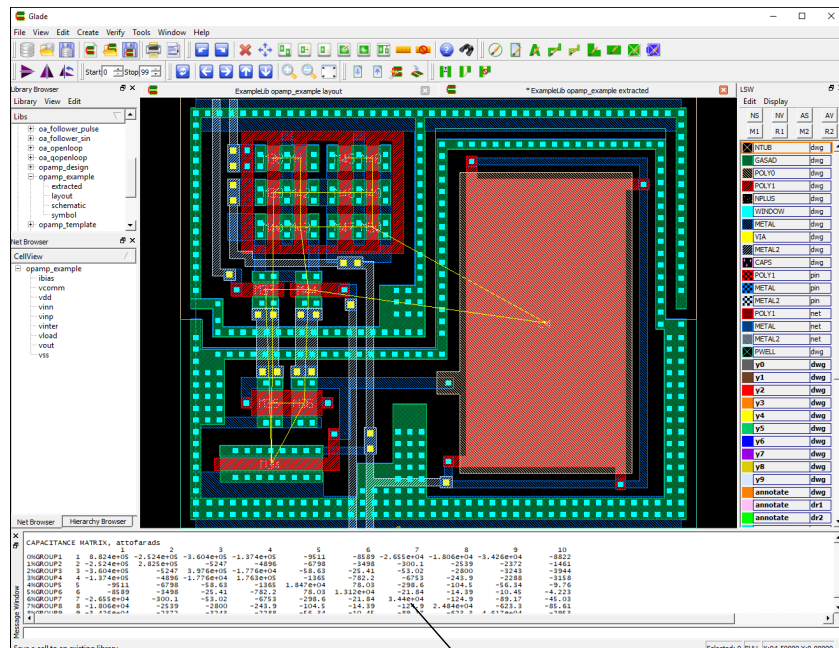 Glade
File View Edit Create Verify Tools Window Help
Start 0 Stop 99
Library Browser
Library View Edit
Libs
oa_follower_pulse
oa_follower_sin
oa_openloop
oa_qopenloop
opamp_design
opamp_example
extracted
layout
schematic
symbol
opamp_template
Net Browser
CellView
opamp_example
ibias
vcomm
vdd
vinn
vinp
vinter
vload
vout
vss
Net Browser Hierarchy Browser
ExampleLib opamp_example layout
* ExampleLib opamp_example extracted
LSW
Edit Display
NS NV AS AV
M1 R1 M2 R2
NTUB dwg
GASAD dwg
POLY0 dwg
POLY1 dwg
NPLUS dwg
WINDOW dwg
METAL dwg
VIA dwg
METAL2 dwg
CAPS dwg
POLY1 pin
METAL pin
METAL2 pin
POLY1 net
METAL net
METAL2 net
PWELL dwg
y0 dwg
y1 dwg
y2 dwg
y3 dwg
y4 dwg
y5 dwg
y6 dwg
y7 dwg
y8 dwg
y9 dwg
annotate dwg
annotate dr1
annotate dr2
Message Window
CAPACITANCE MATRIX, attofarads
1 2 3 4 5 6 7 8 9 10
0%GROUP1 1 8.824e+05 -2.524e+05 -3.604e+05 -1.374e+05 -9511 -8589 -2.655e+04 -1.806e+04 -3.426e+04 -8822
1%GROUP2 2 -2.524e+05 2.825e+05 -5247 -4896 -6798 -3498 -300.1 -2539 -2372 -1461
2%GROUP3 3 -3.604e+05 -5247 3.976e+05 -1.776e+04 -58.63 -25.41 -53.02 -2800 -3243 -3944
3%GROUP4 4 -1.374e+05 -4896 -1.776e+04 1.763e+05 -1365 -782.2 -6753 -243.9 -2288 -3158
4%GROUP5 5 -9511 -6798 -58.63 -1365 1.847e+04 78.03 -298.6 -104.5 -56.34 -9.76
5%GROUP6 6 -8589 -3498 -25.41 -782.2 78.03 1.312e+04 -21.84 -14.39 -10.45 -4.223
6%GROUP7 7 -2.655e+04 -300.1 -53.02 -6753 -298.6 -21.84 3.44e+04 -124.9 -89.17 -45.03
7%GROUP8 8 -1.806e+04 -2539 -2800 -243.9 -104.5 -14.39 -124.9 2.484e+04 -623.3 -85.61
Save a cell to an existing library